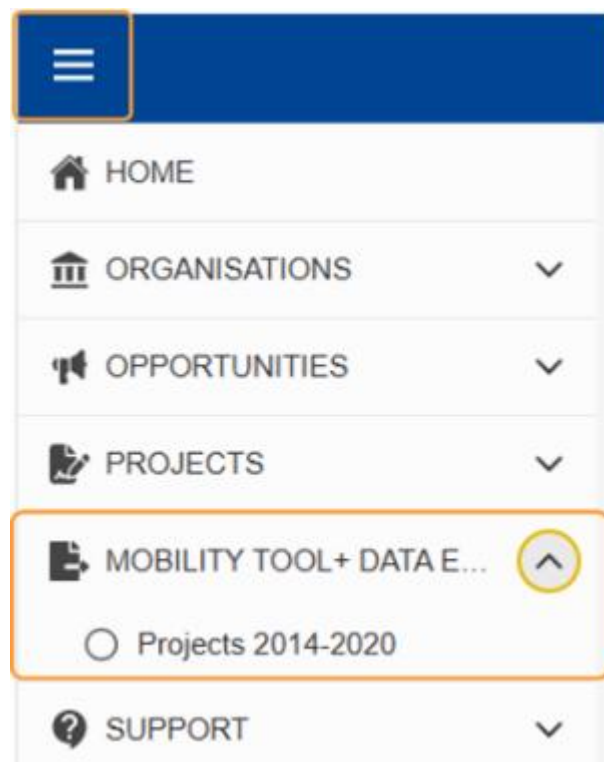 HOME
ORGANISATIONS
OPPORTUNITIES
PROJECTS
MOBILITY TOOL+ DATA E...
Projects 2014-2020
SUPPORT